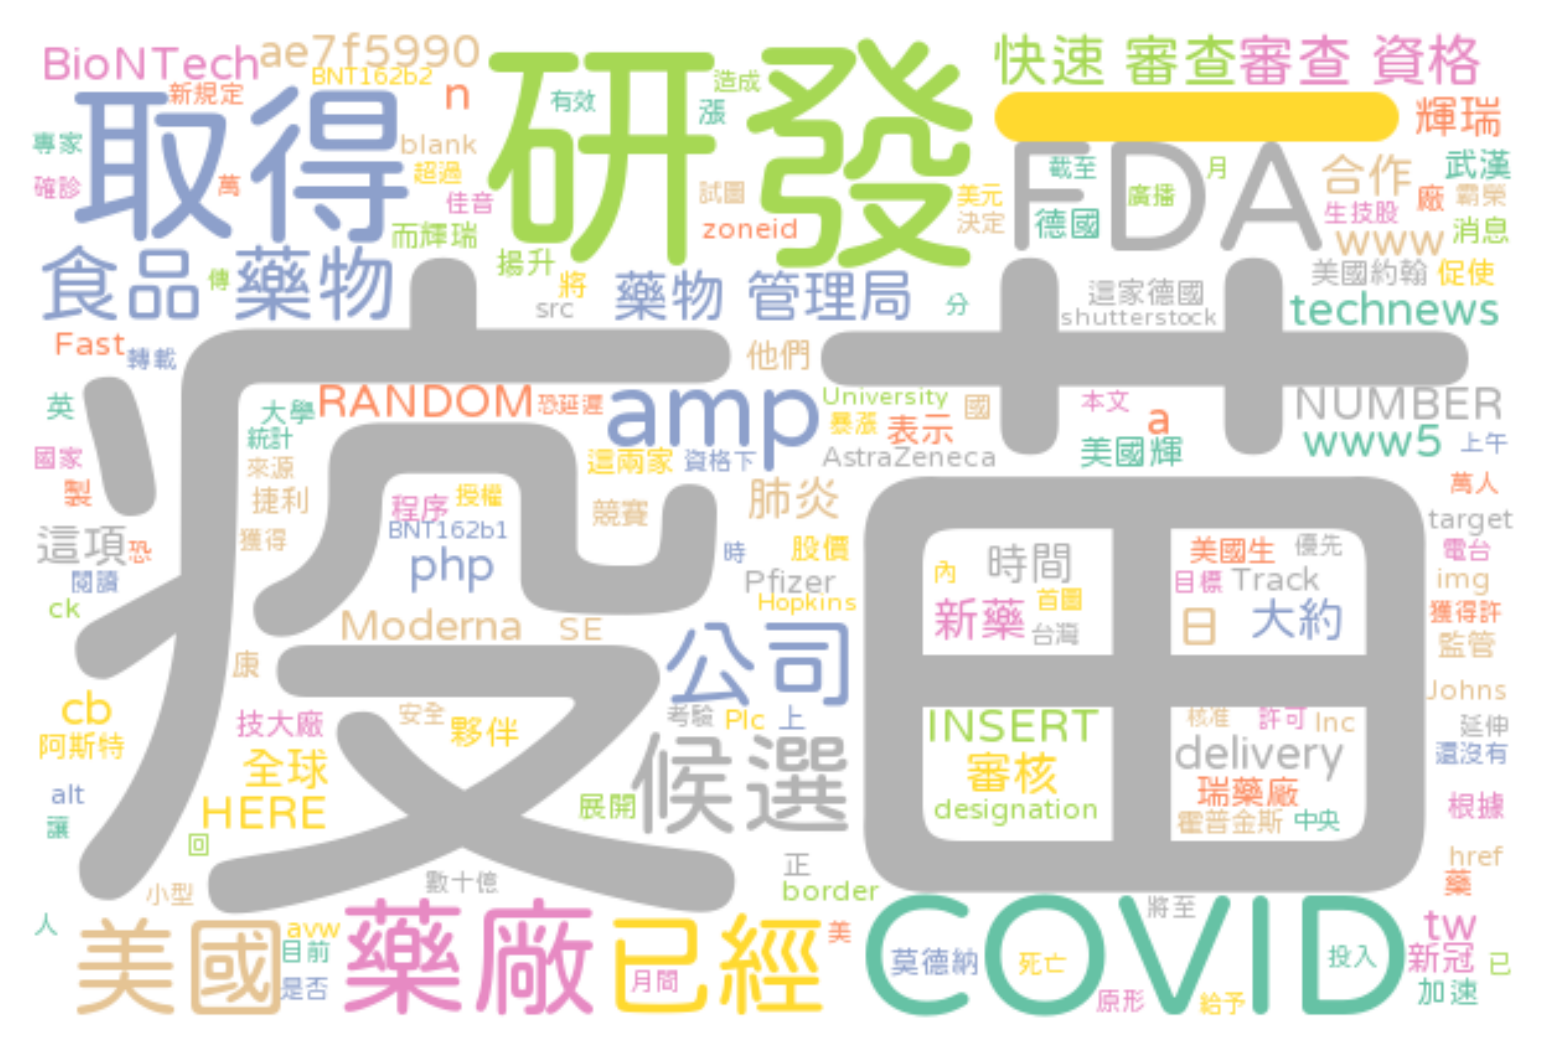 BioNTech ae7f5990 研發 快速 審查 審查 資格
BNT162b2 造成
新規定 n 有效 漲 一 輝瑞
取得 FDA
專家 blank 截至 月 合作 武漢
確診 萬 超過 試圖 美元 廣播 廠 霸榮
佳音 zoneid 決定 德國 生技股
而輝瑞 www 消息
食品 傳 藥物 揚升 將 藥物 管理局 美國約翰 促使
src 分 這家德國 technews
shutterstock
疫苗
Fast 轉載 他們
英 大學 RANDOM 恐延遲 amp University 國 本文 NUMBER
統計 暴漲 表示 a www5 上午
國家 來源 這兩家 資格下 AstraZeneca 美國輝
製 捷利 程序 授權 競賽 肺炎 萬人
BNT162b1 target
這項 恐 獲得 php 時 股價 時間 美國生 優先 電台
閱讀 Pfizer 內 目標 Track img
ck Hopkins 新藥 首圖 日 大約 獲得許
Moderna SE 台灣 監管
康 公司 Johns
cb 技大廠 安全 夥伴 考驗 Plc 上 INSERT 核准 許可 Inc 延伸
阿斯特 全球 審核 delivery 還沒有
alt HERE 展開 候選 designation 瑞藥廠 根據
讓 霍普金斯 中央
回 正 href
小型 數十億 border 藥
人 美國 avw 藥廠 已經 美 COVID 將至 tw
目前 月間 莫德納 死亡 投入 新冠 已
是否 原形 給予 加速